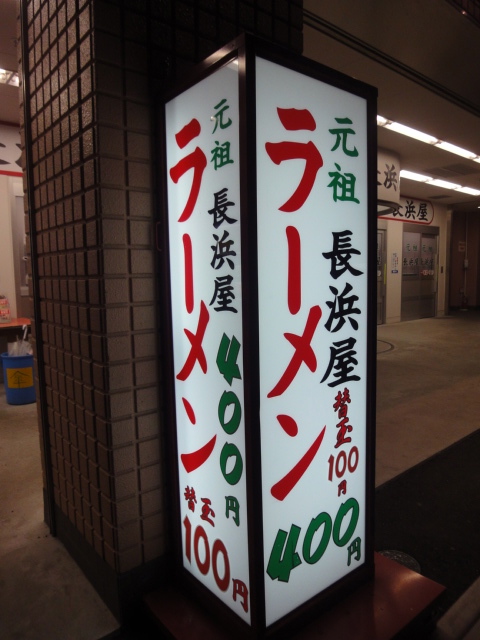 元祖
長浜屋
ラーメン
400円
替玉
100円
元祖
長浜屋
ラーメン
替玉
100円
400円
長浜屋
浜